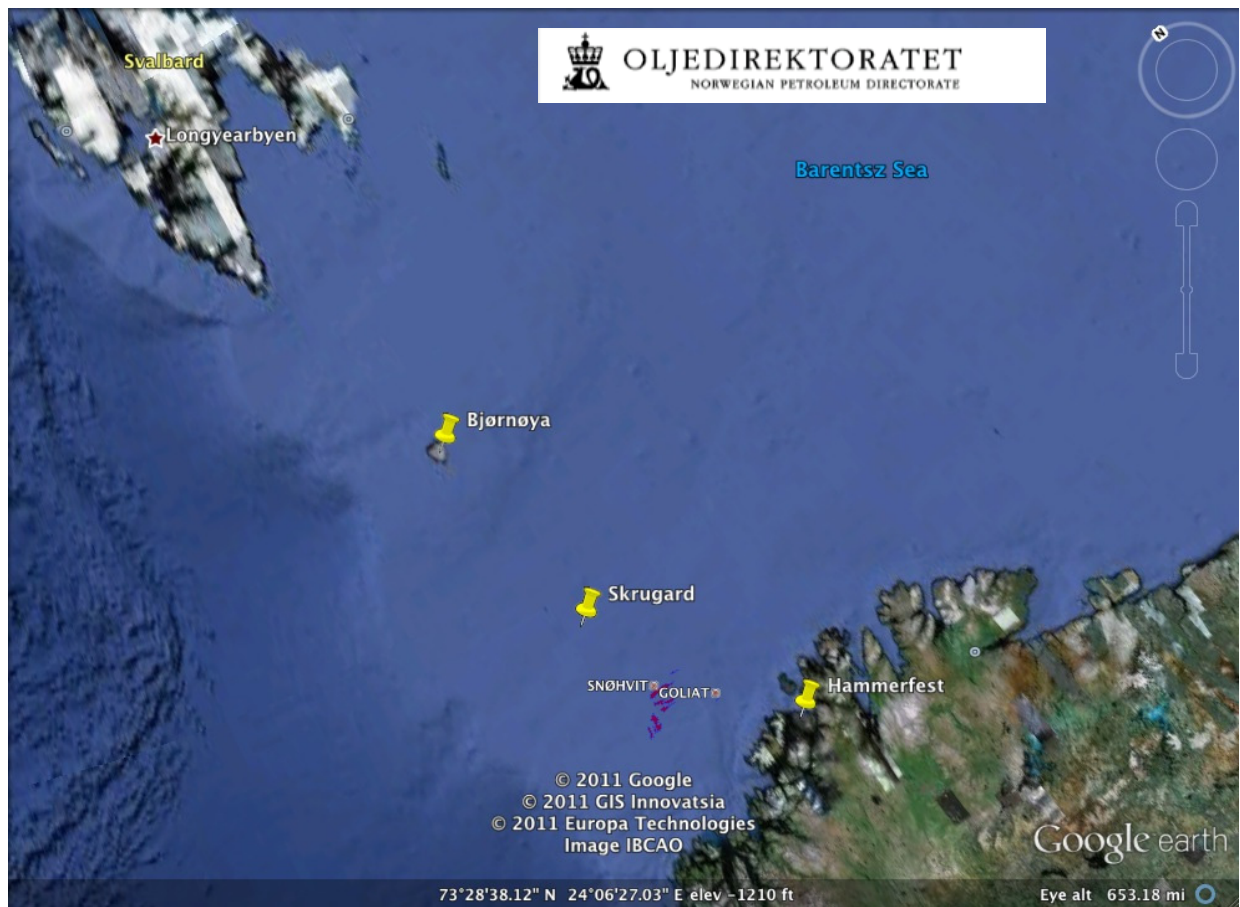 N
OLJEDIREKTORATET
NORWEGIAN PETROLEUM DIRECTORATE
Svalbard
Longyearbyen
Barentsz Sea
Bjørnøya
Skrugard
SNØHVIT
GOLIAT
Hammerfest
© 2011 Google
© 2011 GIS Innovatsia
© 2011 Europa Technologies
Image IBCAO
Google earth
73°28'38.12" N 24°06'27.03" E elev -1210 ft
Eye alt 653.18 mi